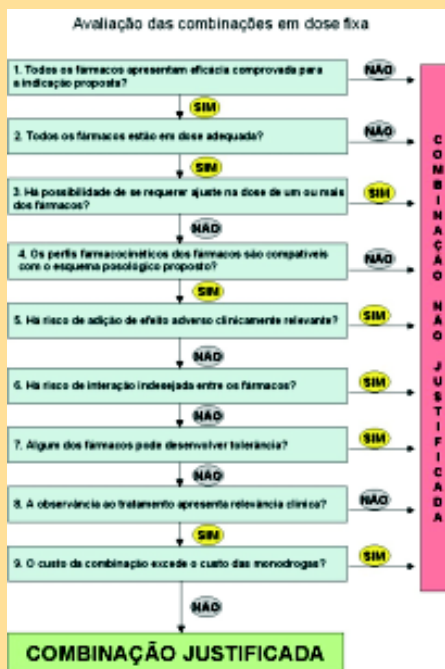 Avaliação das combinações em dose fixa
1. Todos os fármacos apresentam eficácia comprovada para
a indicação proposta?
NÃO
SIM
2. Todos os fármacos estão em dose adequada?
NÃO
SIM
3. Há possibilidade de se requerer ajuste na dose de um ou mais
dos fármacos?
SIM
NÃO
4. Os perfis farmacocinéticos dos fármacos são compatíveis
com o esquema posológico proposto?
NÃO
SIM
5. Há risco de adição de efeito adverso clinicamente relevante?
SIM
NÃO
6. Há risco de interação indesejada entre os fármacos?
SIM
NÃO
7. Algum dos fármacos pode desenvolver tolerância?
SIM
NÃO
8. A observância ao tratamento apresenta relevância clínica?
NÃO
SIM
9. O custo da combinação excede o custo das monodrogas?
SIM
NÃO
COMBINAÇÃO NÃO JUSTIFICADA
COMBINAÇÃO JUSTIFICADA